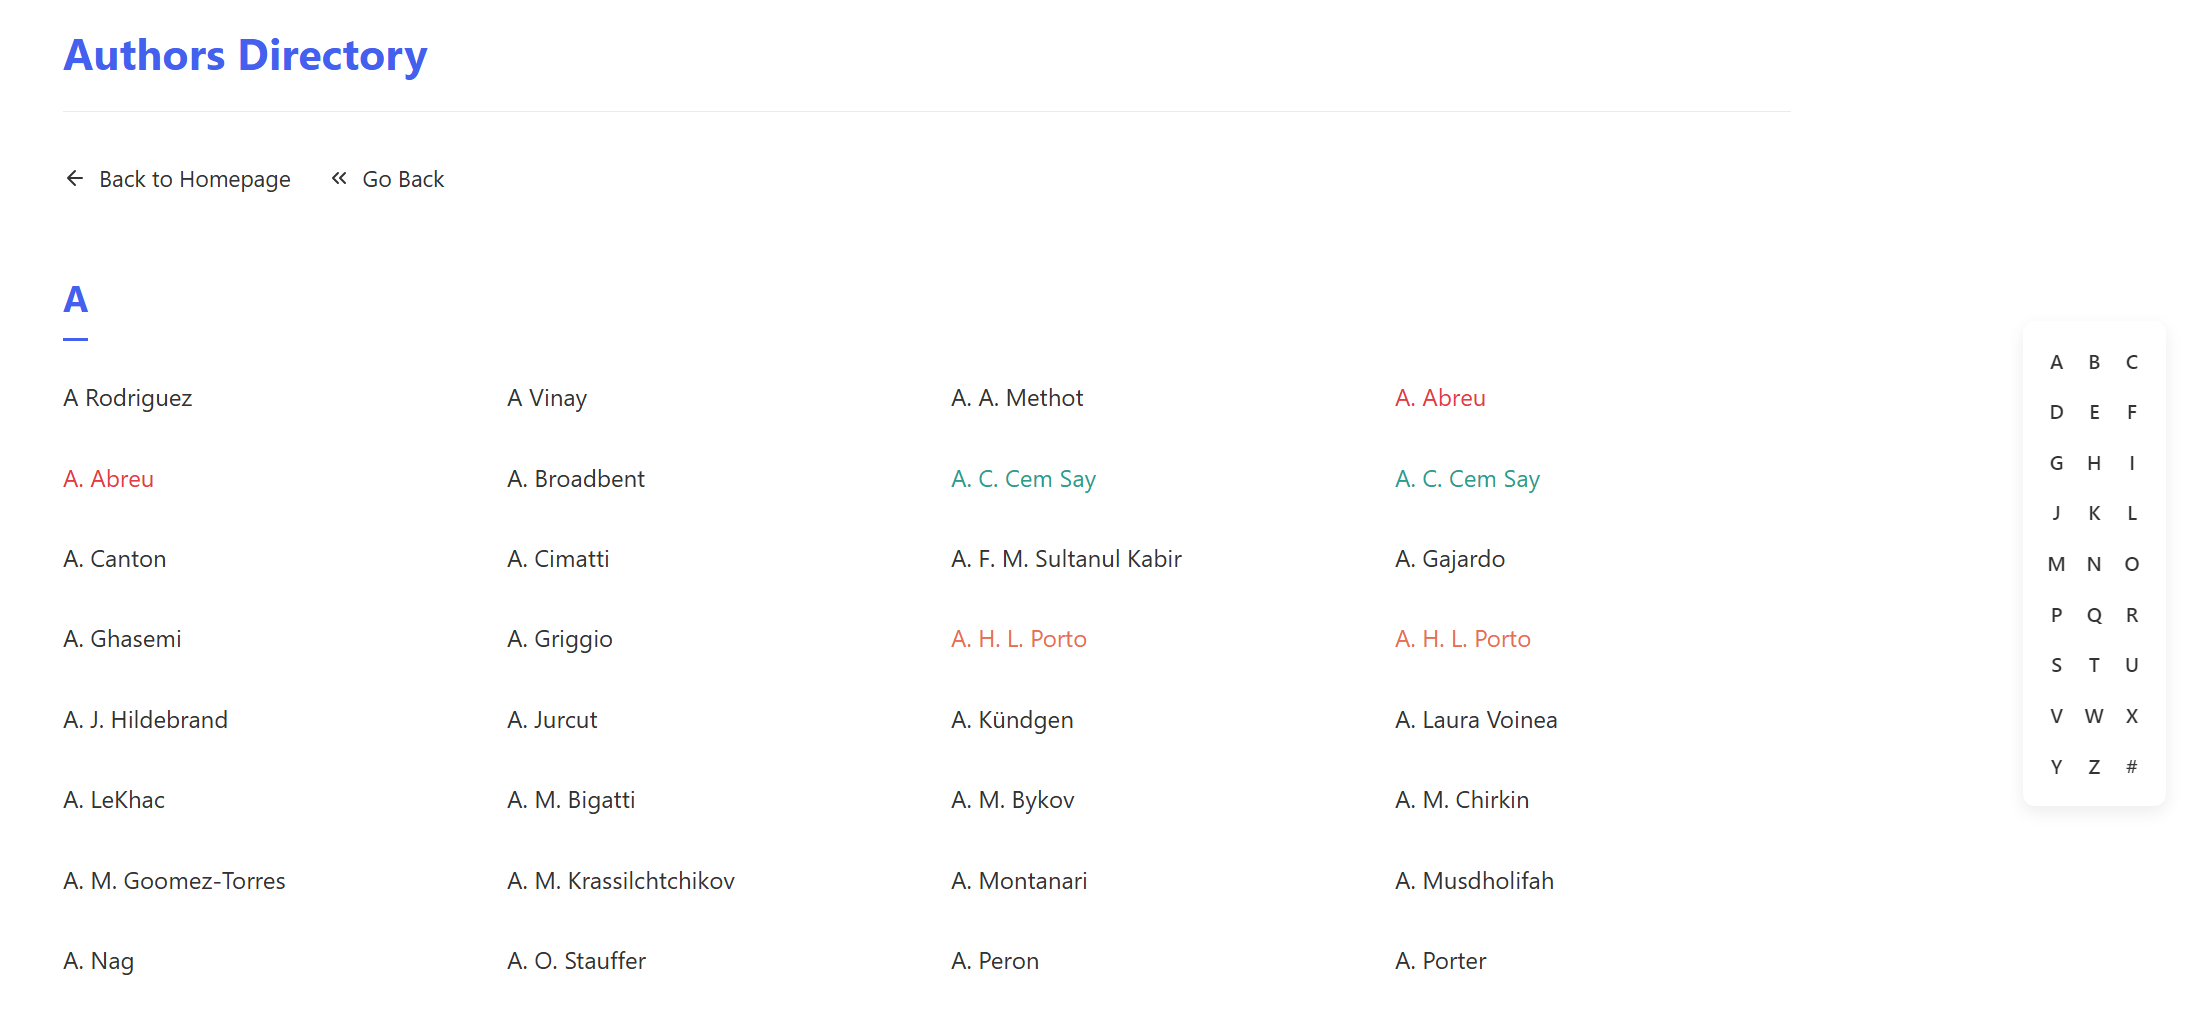 Authors Directory
← Back to Homepage « Go Back
A
A Rodriguez A Vinay A. A. Methot A. Abreu
A. Abreu A. Broadbent A. C. Cem Say A. C. Cem Say
A. Canton A. Cimatti A. F. M. Sultanul Kabir A. Gajardo
A. Ghasemi A. Griggio A. H. L. Porto A. H. L. Porto
A. J. Hildebrand A. Jurcut A. Kündgen A. Laura Voinea
A. LeKhac A. M. Bigatti A. M. Bykov A. M. Chirkin
A. M. Goomez-Torres A. M. Krassilchtchikov A. Montanari A. Musdholifah
A. Nag A. O. Stauffer A. Peron A. Porter
A B C
D E F
G H I
J K L
M N O
P Q R
S T U
V W X
Y Z #